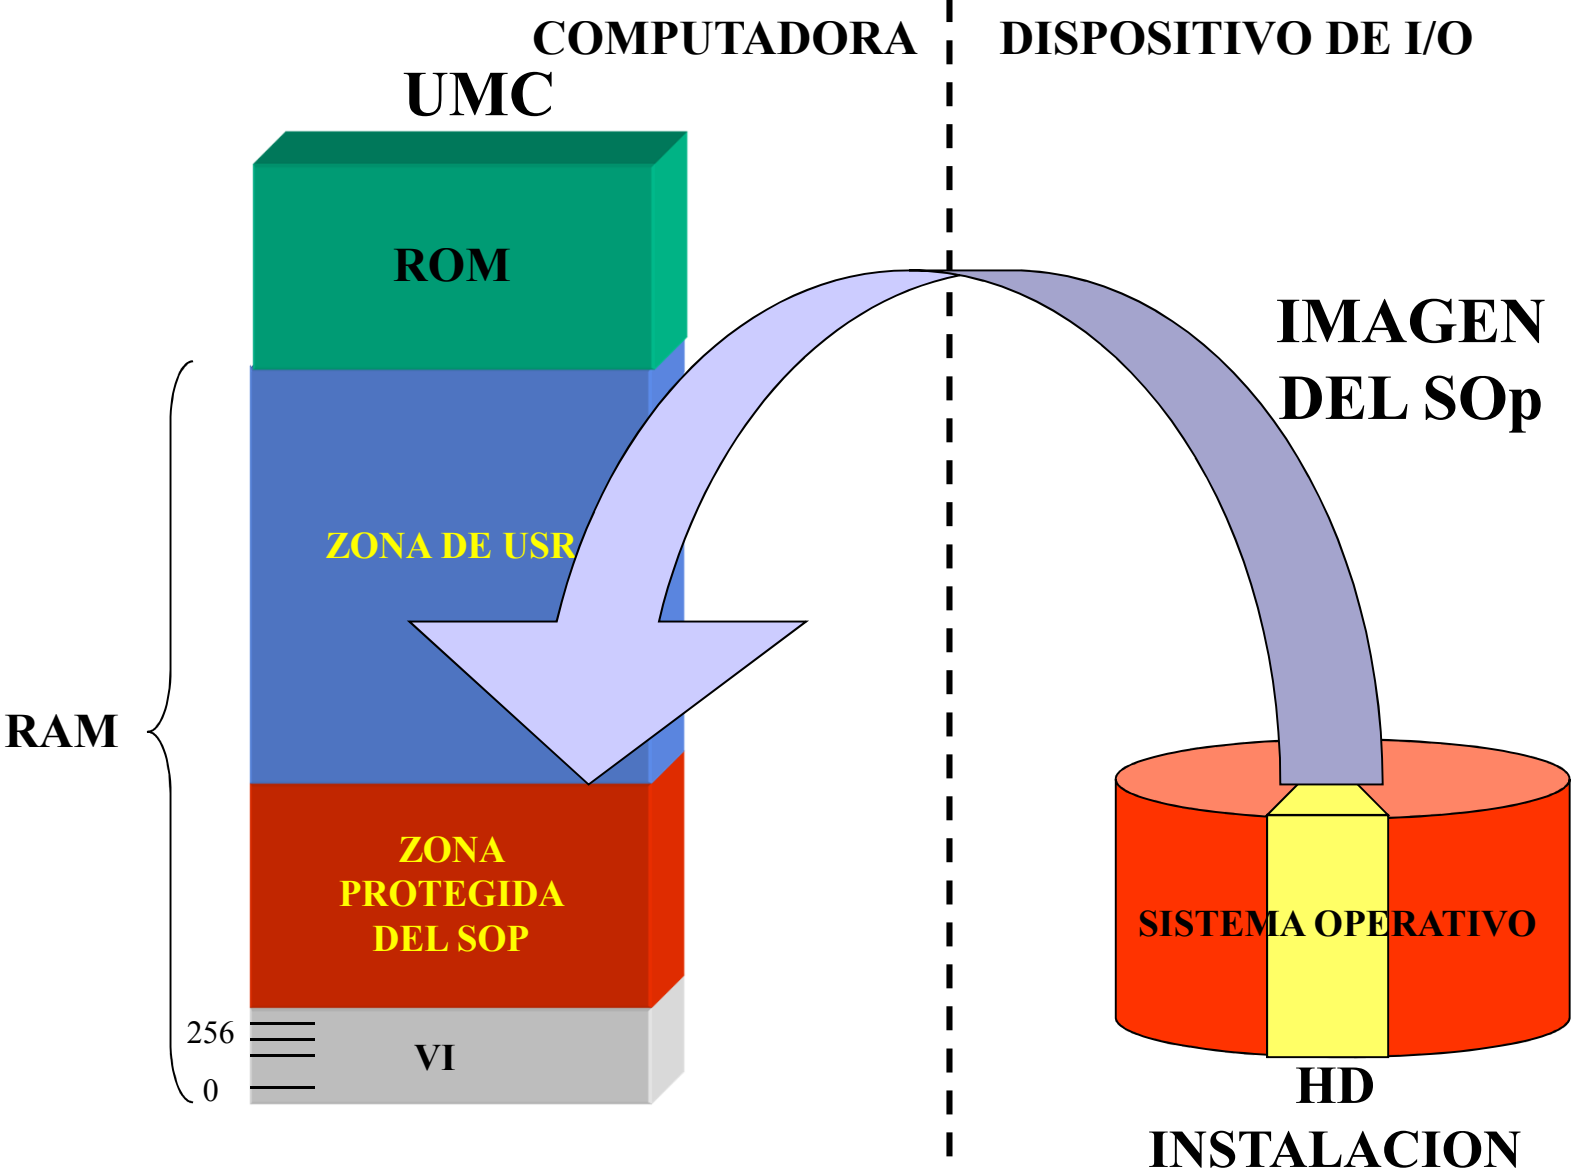 COMPUTADORA
DISPOSITIVO DE I/O
UMC
ROM
IMAGEN
DEL SOp
ZONA DE USR
RAM
ZONA
PROTEGIDA
DEL SOP
SISTEMA OPERATIVO
256
VI
0
HD
INSTALACION